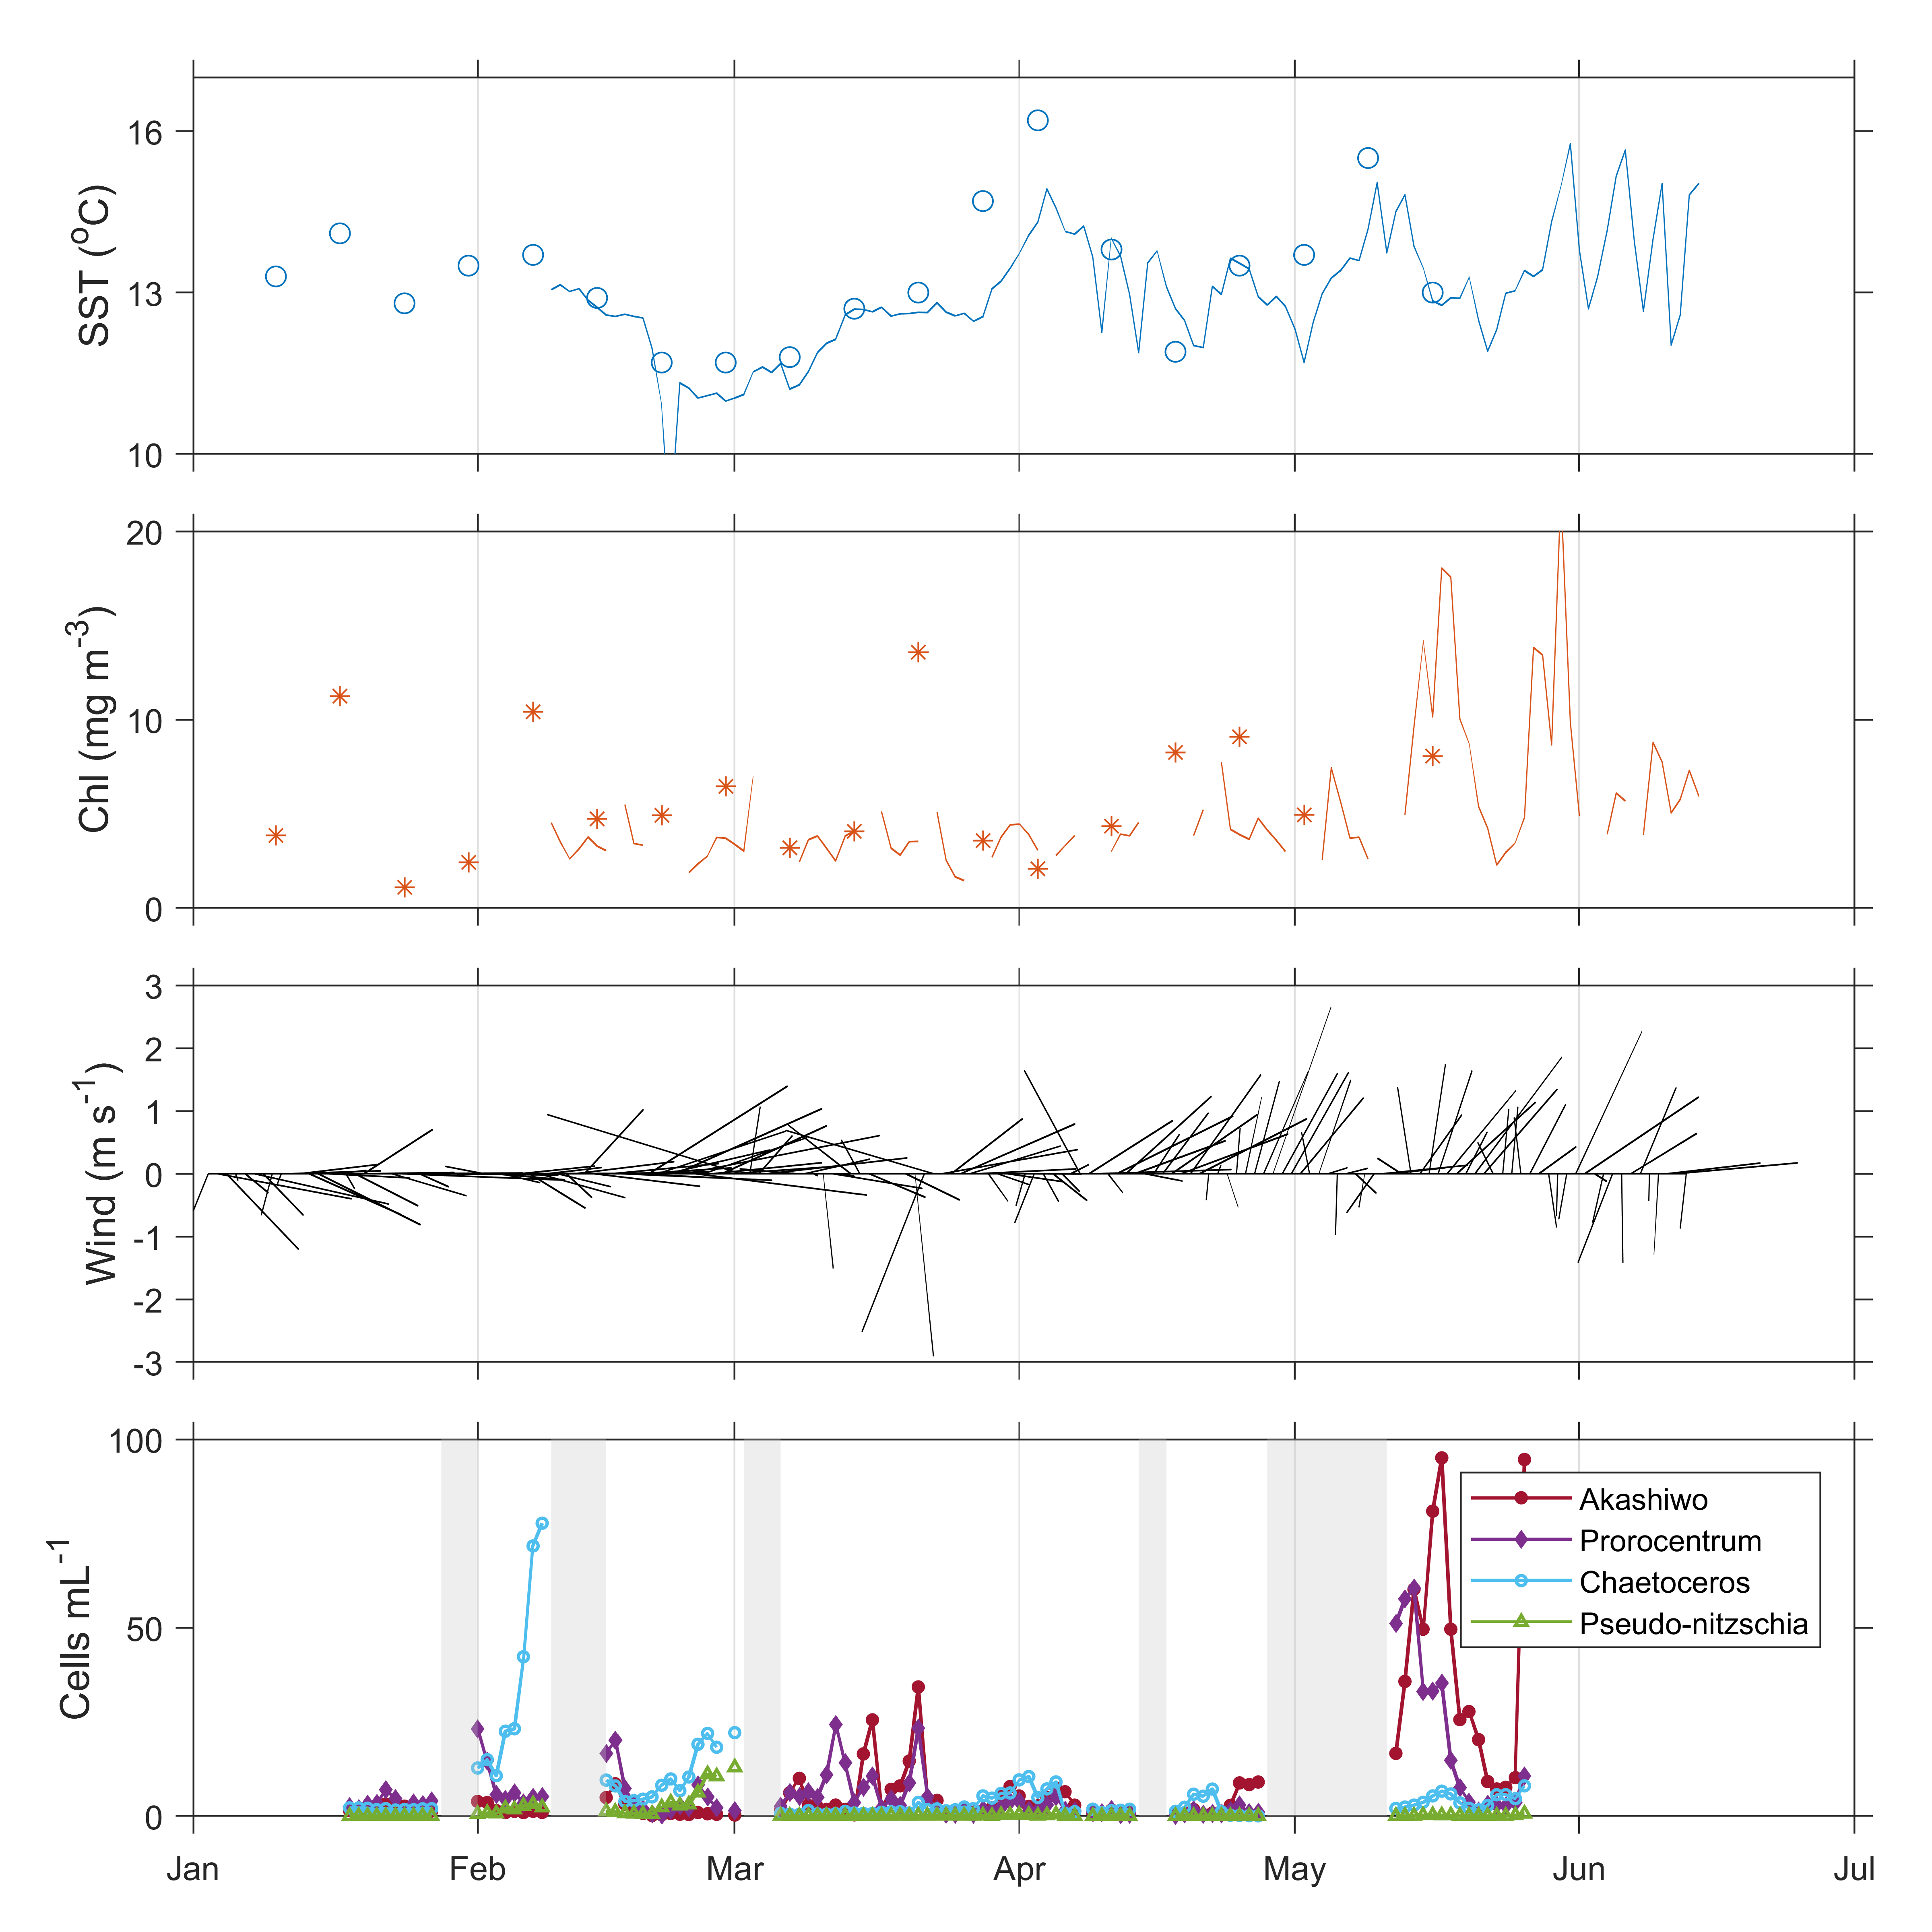 16
13
10
SST (°C)
20
10
0
Chl (mg m-3)
3
2
1
0
-1
-2
-3
Wind (m s-1)
100
50
0
Cells mL-1
Akashiwo
Prorocentrum
Chaetoceros
Pseudo-nitzschia
Jan Feb Mar Apr May Jun Jul